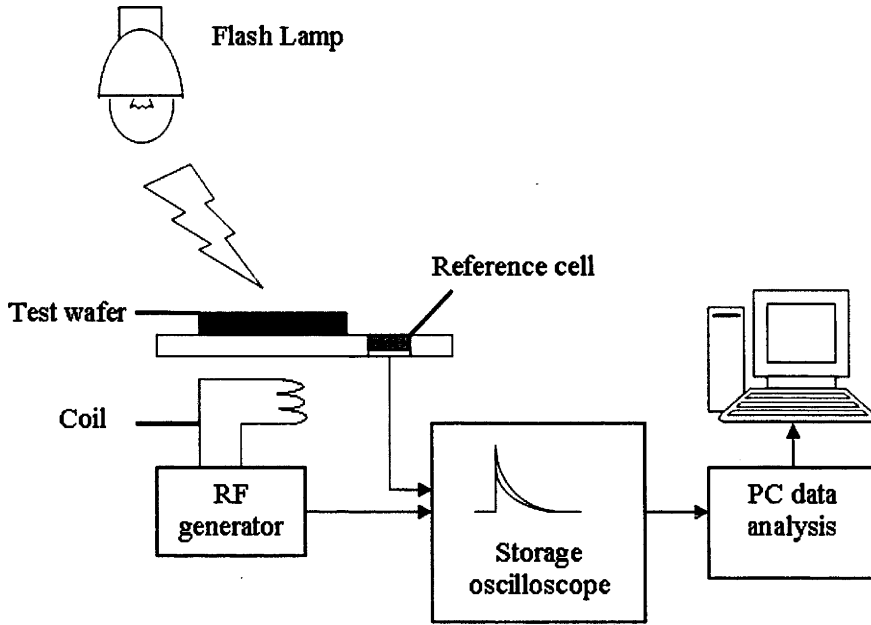 Flash Lamp
Reference cell
Test wafer
Coil
RF
generator
Storage
oscilloscope
PC data
analysis